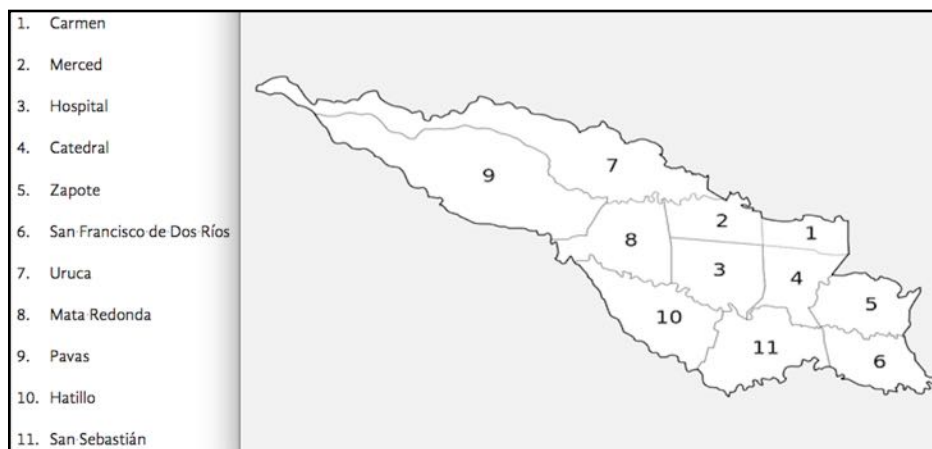 1. Carmen
2. Merced
3. Hospital
4. Catedral
5. Zapote
6. San Francisco de Dos Ríos
7. Uruca
8. Mata Redonda
9. Pavas
10. Hatillo
11. San Sebastián
7
9
2
1
8
3
4
5
10
11
6